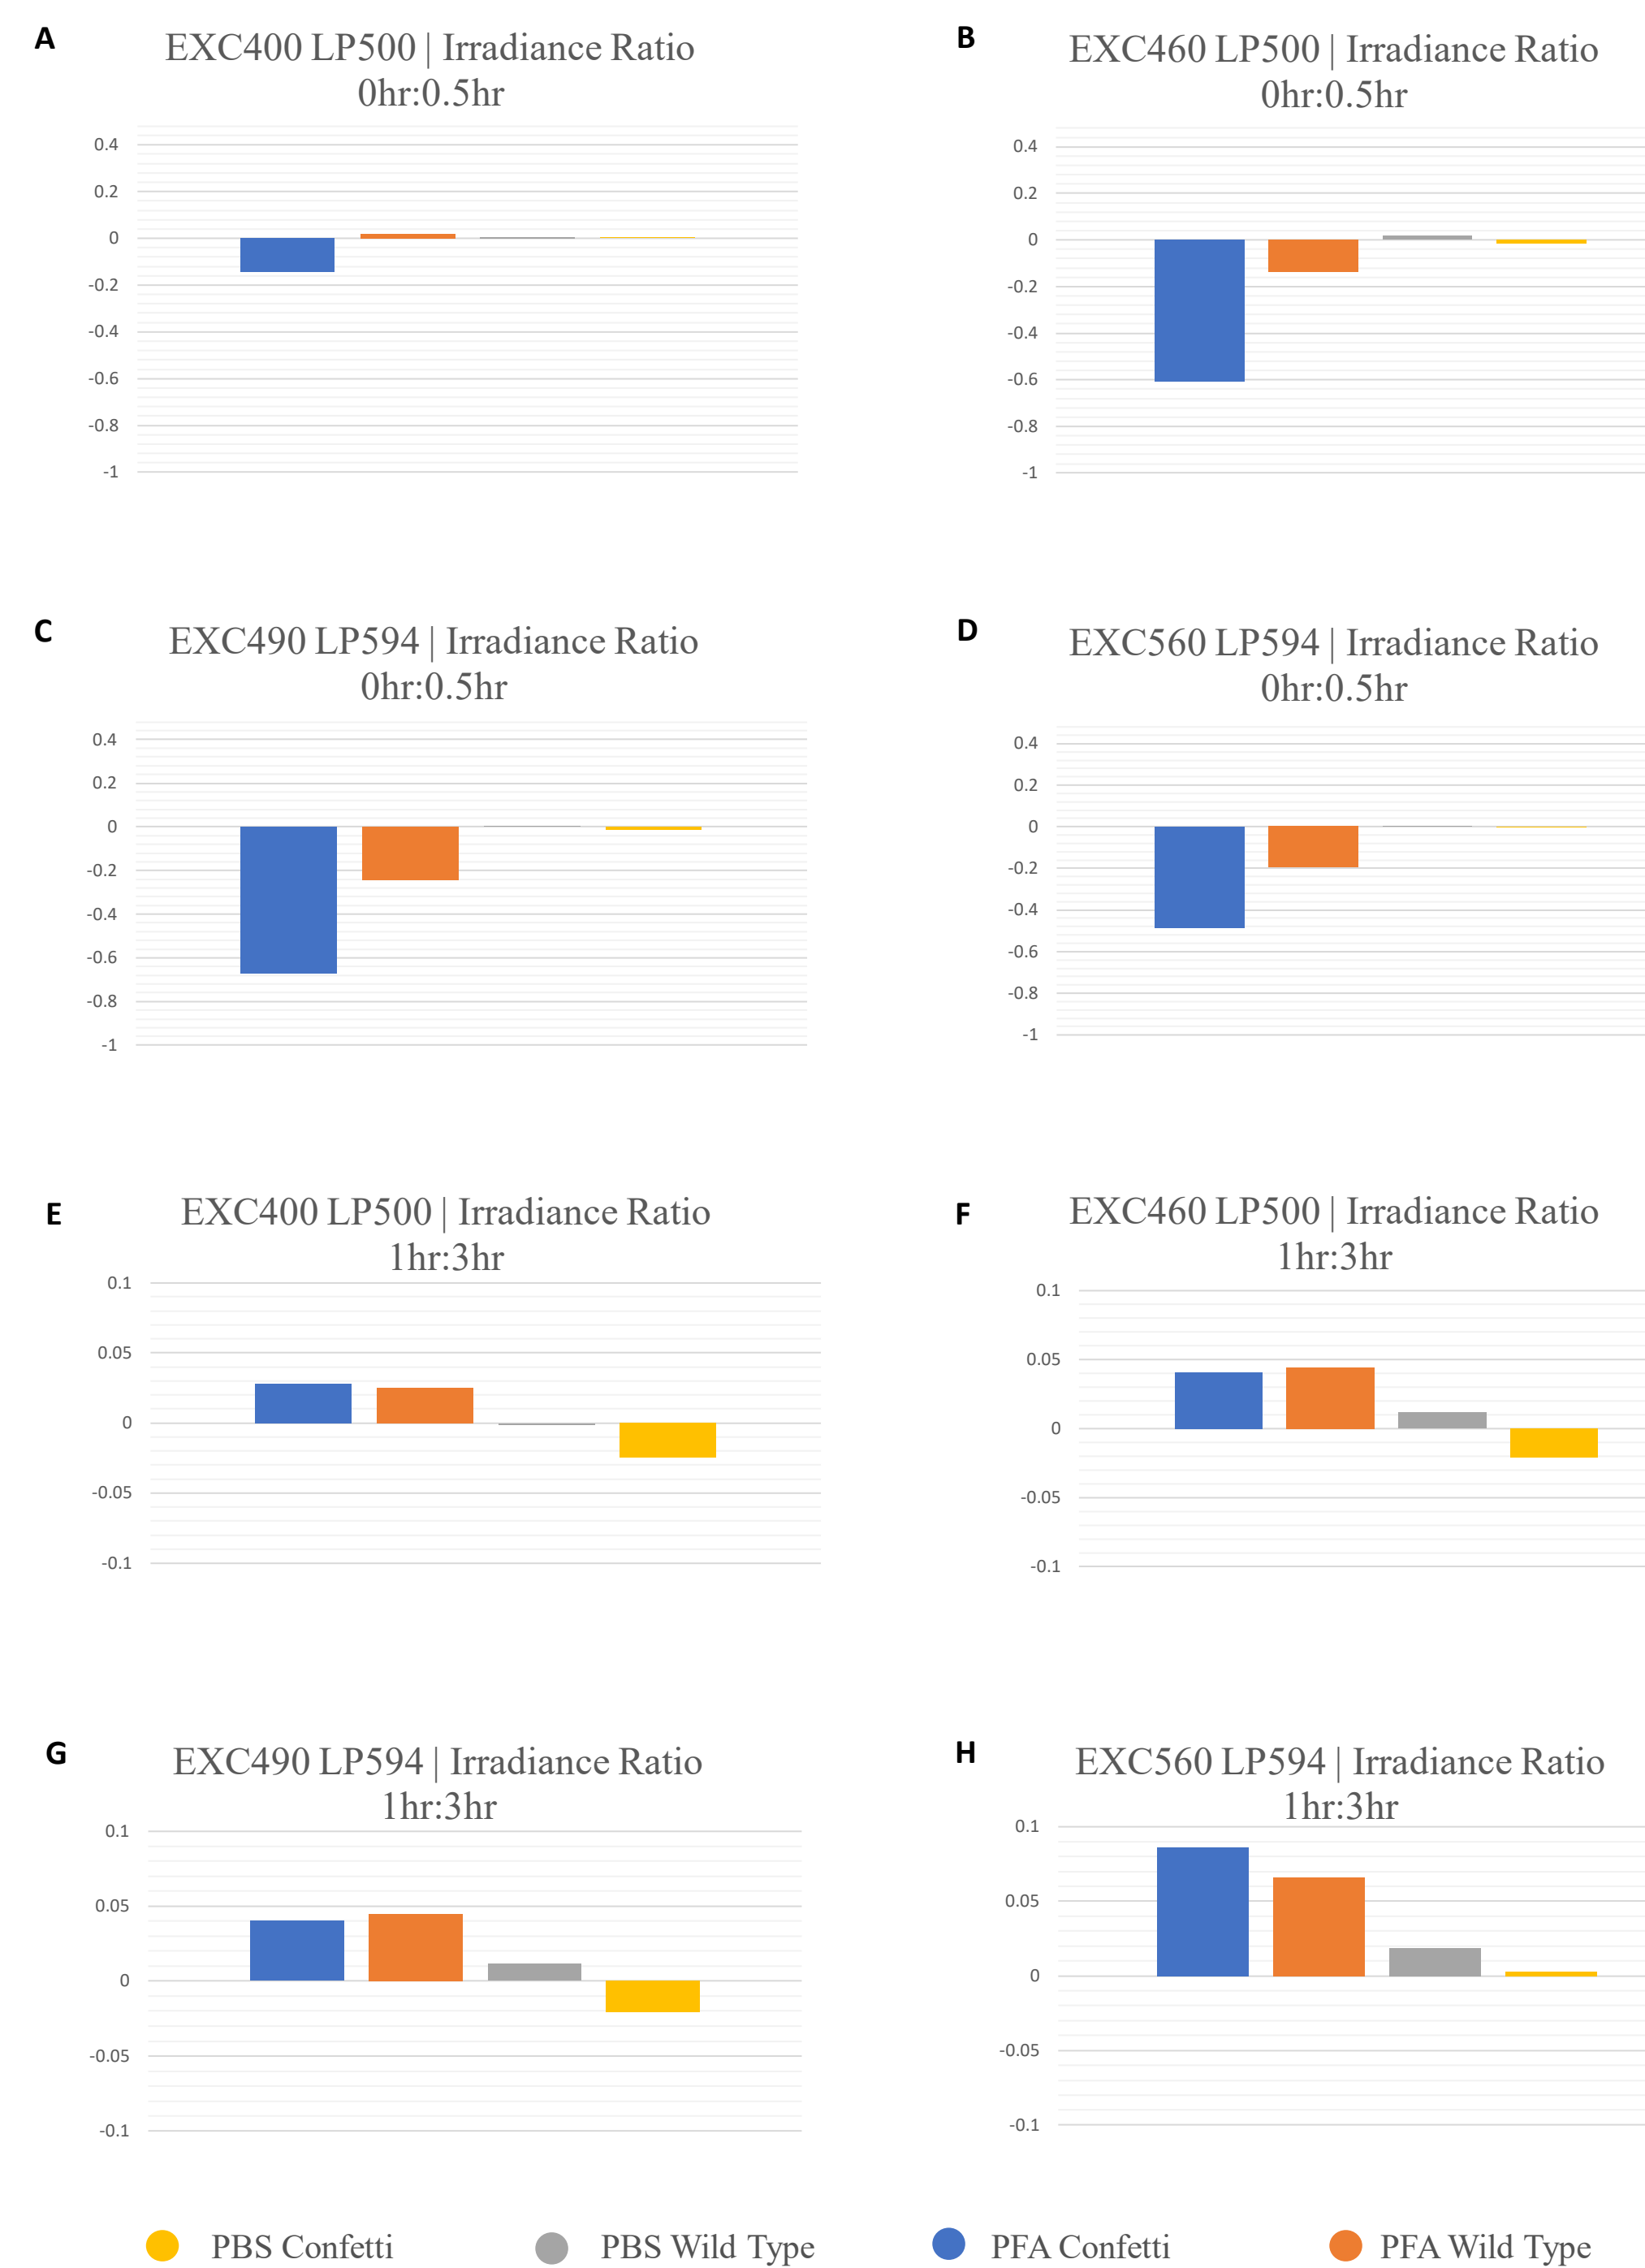 A
EXC400 LP500 | Irradiance Ratio
0hr:0.5hr
0.4
0.2
0
-0.2
-0.4
-0.6
-0.8
-1
B
EXC460 LP500 | Irradiance Ratio
0hr:0.5hr
0.4
0.2
0
-0.2
-0.4
-0.6
-0.8
-1
C
EXC490 LP594 | Irradiance Ratio
0hr:0.5hr
0.4
0.2
0
-0.2
-0.4
-0.6
-0.8
-1
D
EXC560 LP594 | Irradiance Ratio
0hr:0.5hr
0.4
0.2
0
-0.2
-0.4
-0.6
-0.8
-1
E
EXC400 LP500 | Irradiance Ratio
1hr:3hr
0.1
0.05
0
-0.05
-0.1
F
EXC460 LP500 | Irradiance Ratio
1hr:3hr
0.1
0.05
0
-0.05
-0.1
G
EXC490 LP594 | Irradiance Ratio
1hr:3hr
0.1
0.05
0
-0.05
-0.1
H
EXC560 LP594 | Irradiance Ratio
1hr:3hr
0.1
0.05
0
-0.05
-0.1
PBS Confetti
PBS Wild Type
PFA Confetti
PFA Wild Type